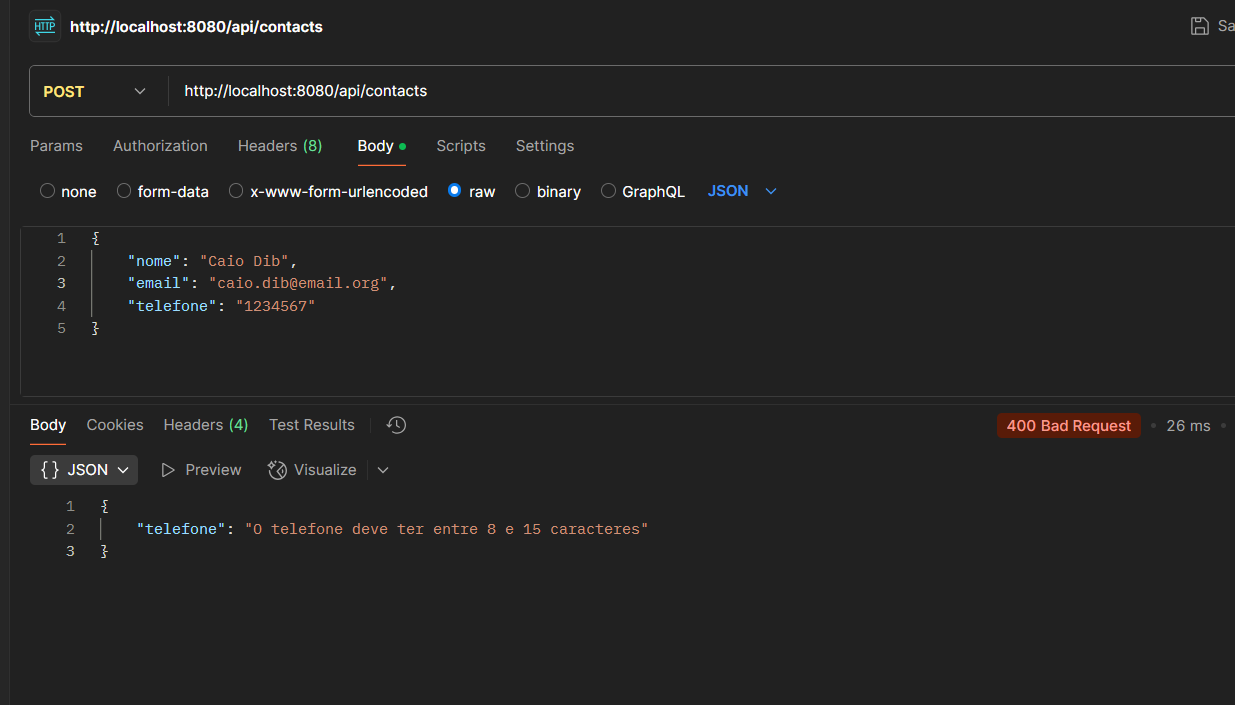 HTTP http://localhost:8080/api/contacts Sa
POST http://localhost:8080/api/contacts
Params Authorization Headers (8) Body Scripts Settings
none form-data x-www-form-urlencoded raw binary GraphQL JSON
1 {
2 "nome": "Caio Dib",
3 "email": "caio.dib@email.org",
4 "telefone": "1234567"
5 }
Body Cookies Headers (4) Test Results 400 Bad Request • 26 ms •
{} JSON Preview Visualize
1 {
2 "telefone": "O telefone deve ter entre 8 e 15 caracteres"
3 }